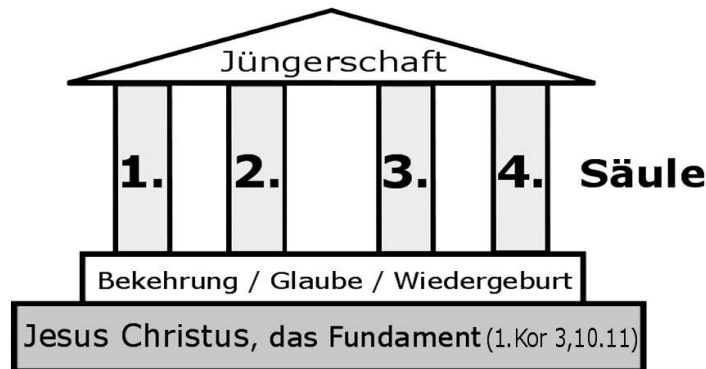 Jüngerschaft
1. 2. 3. 4. Säule
Bekehrung / Glaube / Wiedergeburt
Jesus Christus, das Fundament (1.Kor 3,10.11)